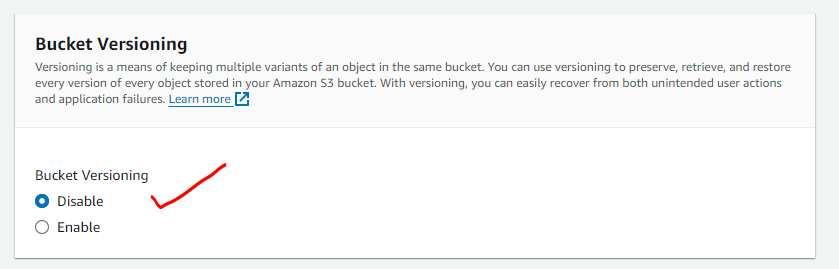 Bucket Versioning
Versioning is a means of keeping multiple variants of an object in the same bucket. You can use versioning to preserve, retrieve, and restore
every version of every object stored in your Amazon S3 bucket. With versioning, you can easily recover from both unintended user actions
and application failures. Learn more
Bucket Versioning
Disable
Enable